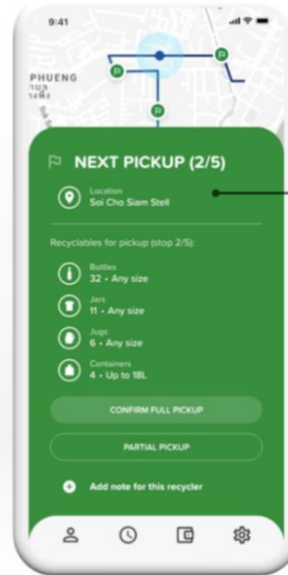 9:41
PHUENG
NEXT PICKUP (2/5)
Location
Soi Cho Siam Stell
Recyclables for pickup (stop 2/5):
Bottles
32 • Any size
Jars
11 • Any size
Jugs
6 • Any size
Containers
4 • Up to 18L
CONFIRM FULL PICKUP
PARTIAL PICKUP
Add note for this recycler